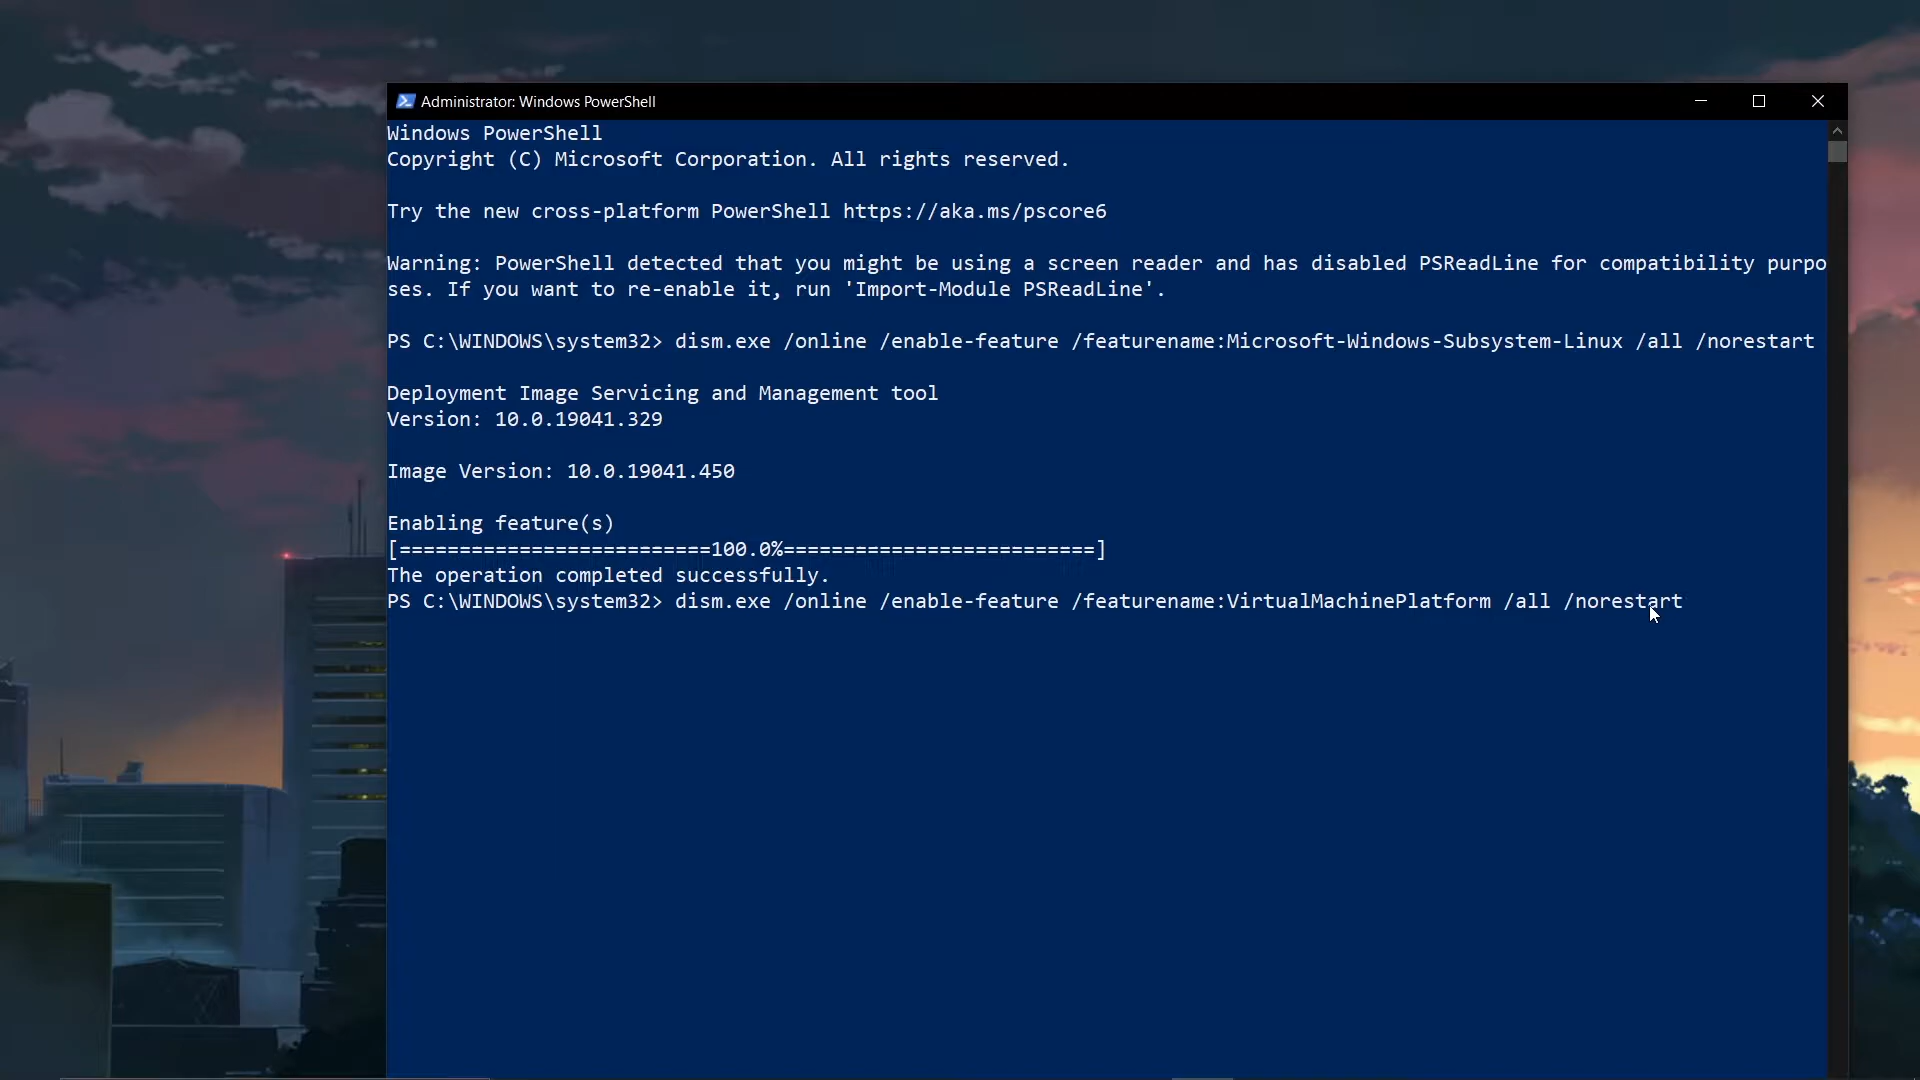 Administrator: Windows PowerShell
Windows PowerShell
Copyright (C) Microsoft Corporation. All rights reserved.
Try the new cross-platform PowerShell https://aka.ms/pscore6
Warning: PowerShell detected that you might be using a screen reader and has disabled PSReadLine for compatibility purpo
ses. If you want to re-enable it, run 'Import-Module PSReadLine'.
PS C:\WINDOWS\system32> dism.exe /online /enable-feature /featurename:Microsoft-Windows-Subsystem-Linux /all /norestart
Deployment Image Servicing and Management tool
Version: 10.0.19041.329
Image Version: 10.0.19041.450
Enabling feature(s)
[==========================100.0%==========================]
The operation completed successfully.
PS C:\WINDOWS\system32> dism.exe /online /enable-feature /featurename:VirtualMachinePlatform /all /norestart